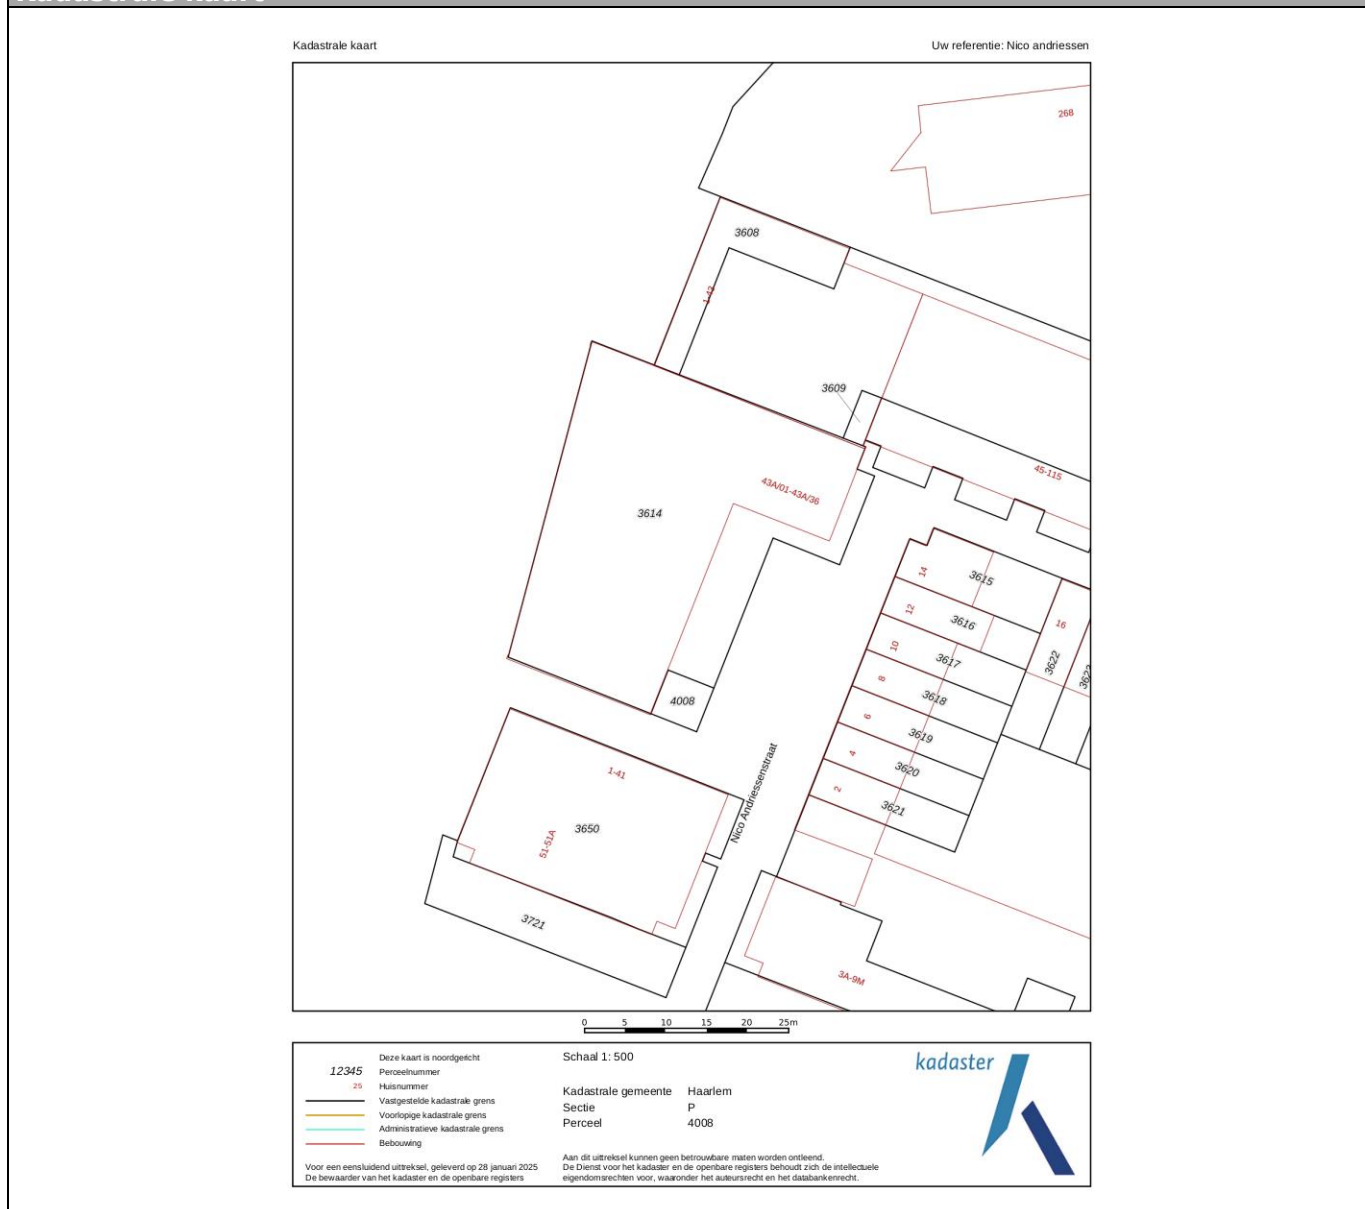 Kadastrale kaart
Kadastrale kaart
Uw referentie: Nico andriessen
268
3608
1-43
3609
45-115
43A/01-43A/36
3614
14
3615
12
3616
16
10
3617
3622
3623
8
3618
4008
6
3619
4
3620
1-41
2
3621
Nico Andriessenstraat
3650
51-51A
3721
3A-9M
0 5 10 15 20 25m
Deze kaart is noordgericht
12345 Perceelnummer
25 Huisnummer
Vastgestelde kadastrale grens
Voorlopige kadastrale grens
Administratieve kadastrale grens
Bebouwing
Voor een eensluidend uittreksel, geleverd op 28 januari 2025
De bewaarder van het kadaster en de openbare registers
Schaal 1: 500
Kadastrale gemeente Haarlem
Sectie P
Perceel 4008
Aan dit uittreksel kunnen geen betrouwbare maten worden ontleend.
De Dienst voor het kadaster en de openbare registers behoudt zich de intellectuele
eigendomsrechten voor, waaronder het auteursrecht en het databankenrecht.
kadaster